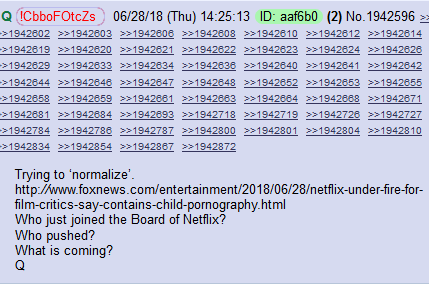 Q !CbboFOtcZs 06/28/18 (Thu) 14:25:13 ID: aaf6b0 (2) No.1942596 >>
>1942602 >>1942603 >>1942606 >>1942608 >>1942610 >>1942612 >>1942614
>1942619 >>1942620 >>1942621 >>1942622 >>1942623 >>1942624 >>1942626
>1942629 >>1942634 >>1942635 >>1942639 >>1942640 >>1942641 >>1942642
>1942644 >>1942646 >>1942647 >>1942648 >>1942652 >>1942653 >>1942655
>1942658 >>1942659 >>1942661 >>1942663 >>1942664 >>1942668 >>1942671
>1942681 >>1942684 >>1942693 >>1942718 >>1942719 >>1942726 >>1942727
>1942784 >>1942786 >>1942787 >>1942800 >>1942801 >>1942804 >>1942810
>1942834 >>1942854 >>1942867 >>1942872
Trying to ‘normalize’.
http://www.foxnews.com/entertainment/2018/06/28/netflix-under-fire-for-
film-critics-say-contains-child-pornography.html
Who just joined the Board of Netflix?
Who pushed?
What is coming?
Q